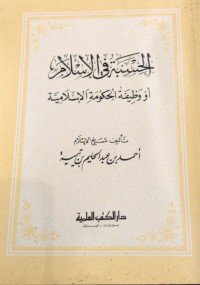 الحسبة في الإسلام
أو وظيفة الحكومة الإسلامية
تأليف شيخ الإسلام
أحمد بن عبد الحليم بن تيمية
دار الكتب العلمية